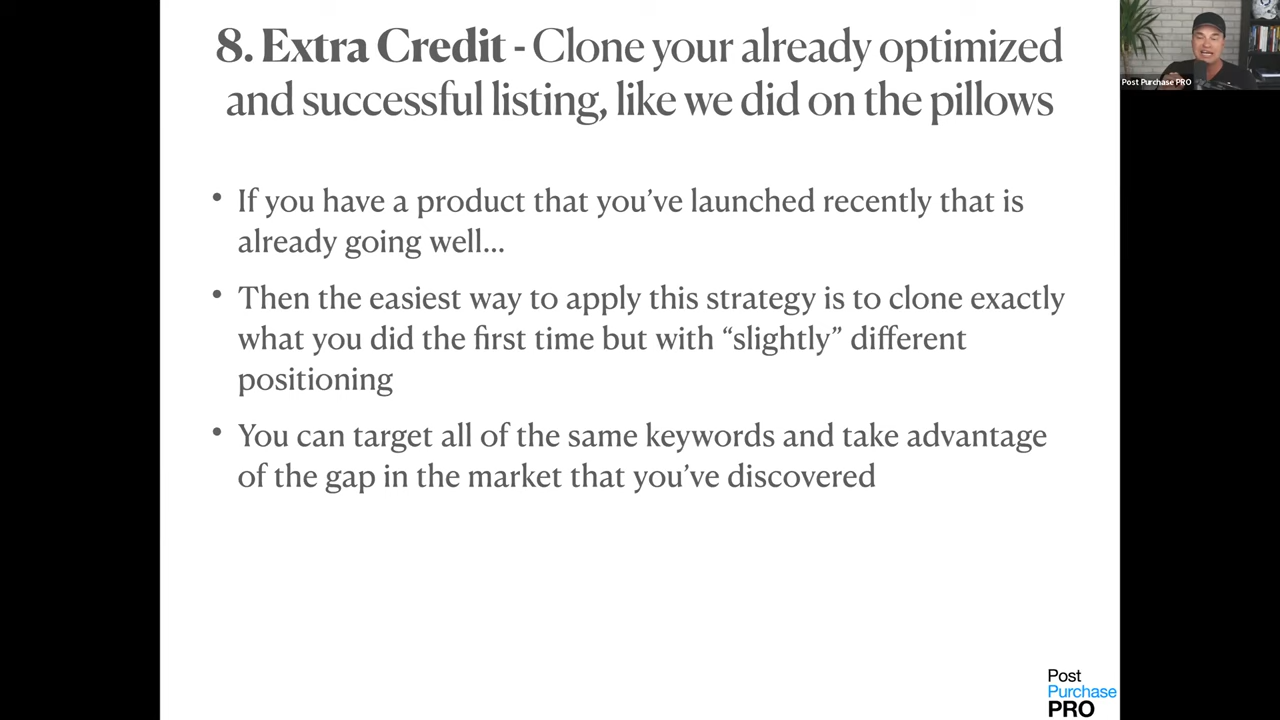 8. Extra Credit - Clone your already optimized
and successful listing, like we did on the pillows
• If you have a product that you’ve launched recently that is
already going well...
• Then the easiest way to apply this strategy is to clone exactly
what you did the first time but with “slightly” different
positioning
• You can target all of the same keywords and take advantage
of the gap in the market that you’ve discovered
Post Purchase PRO
Post
Purchase
PRO